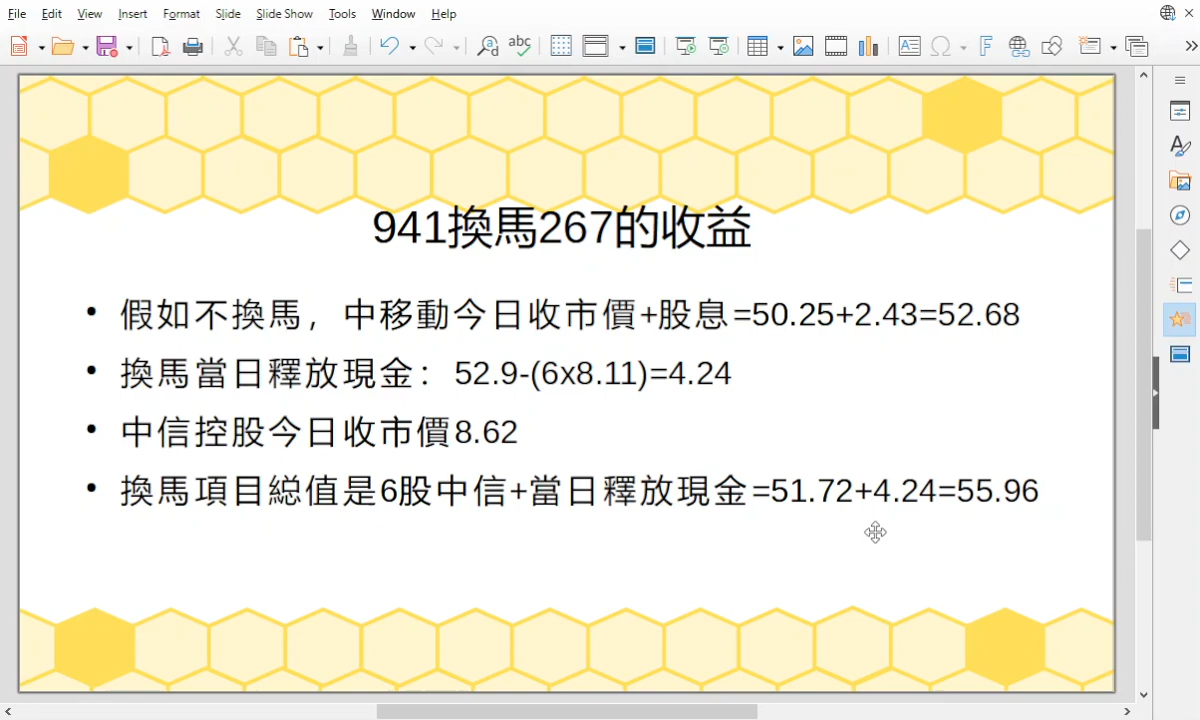 File Edit View Insert Format Slide Slide Show Tools Window Help
941換馬267的收益
• 假如不換馬，中移動今日收市價+股息=50.25+2.43=52.68
• 換馬當日釋放現金：52.9-(6x8.11)=4.24
• 中信控股今日收市價8.62
• 換馬項目総值是6股中信+當日釋放現金=51.72+4.24=55.96